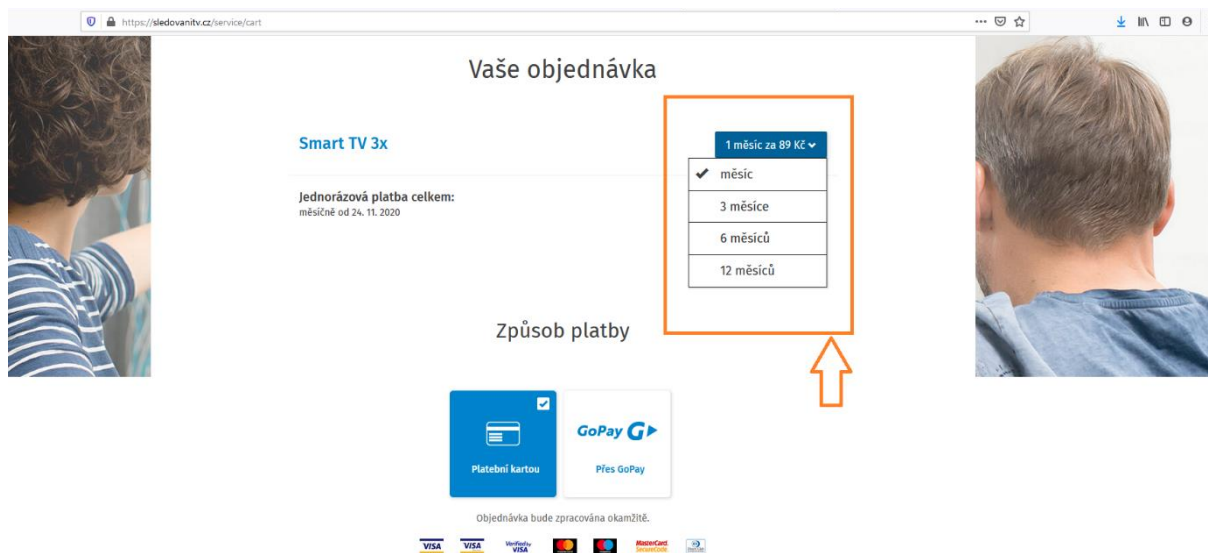 https://sledovanitv.cz/service/cart
Vaše objednávka
Smart TV 3x
1 měsíc za 89 Kč
měsíc
3 měsíce
6 měsíců
12 měsíců
Jednorázová platba celkem:
měsíčně od 24. 11. 2020
Způsob platby
Platební kartou
GoPay G
Přes GoPay
Objednávka bude zpracována okamžitě.
VISA VISA Verified by VISA MasterCard. SecureCode.